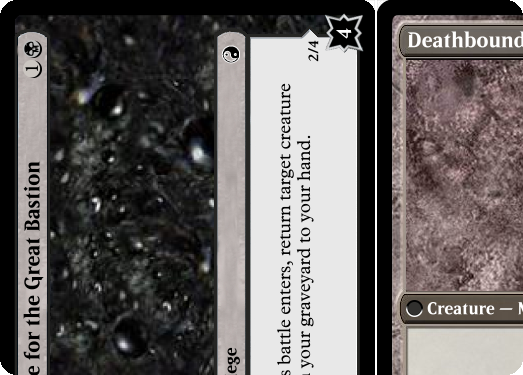 e for the Great Bastion
1
ege
s battle enters, return target creature
your graveyard to your hand.
2/4
4
Deathbound
Creature —